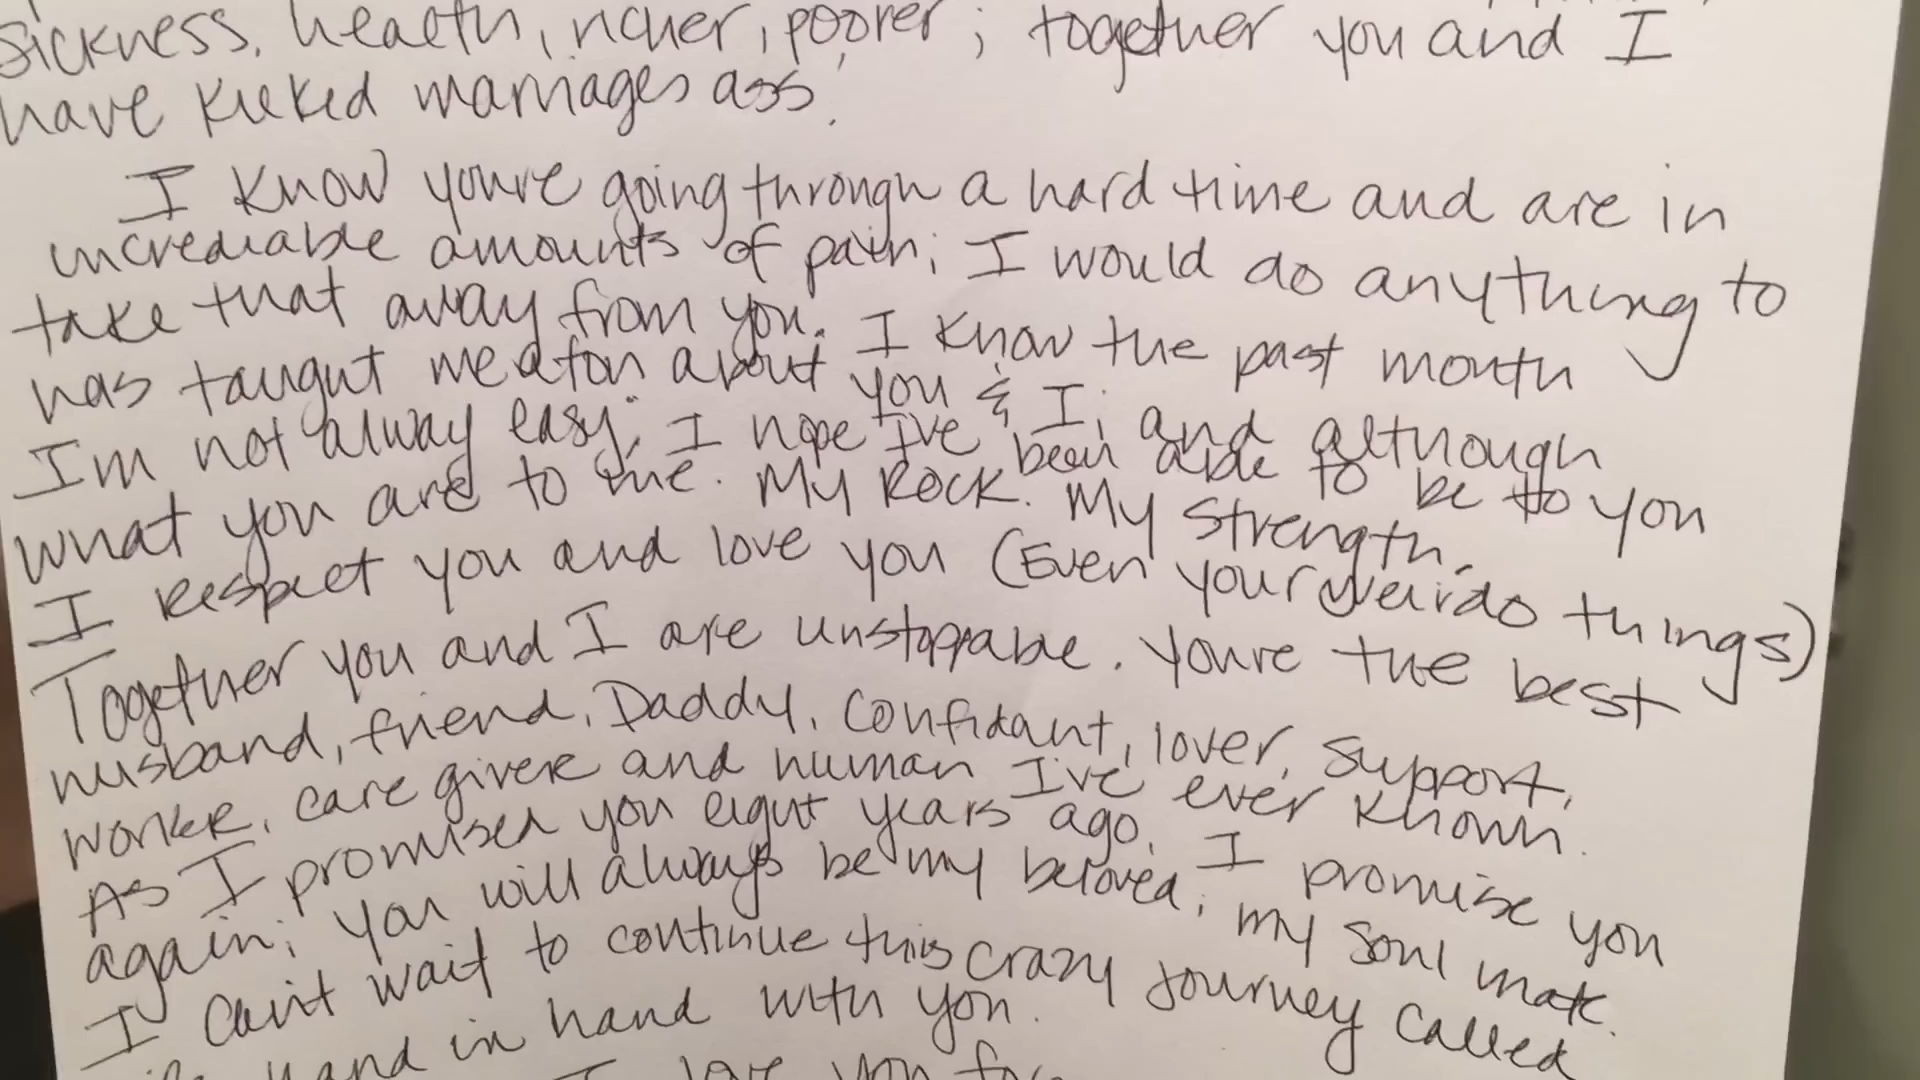 sickness, health, richer, poorer; together you and I
have kicked marriages ass.
I know youre going through a hard time and are in
incrediable amounts of pain; I would do anything to
take that away from you. I know the past month
has taught me a ton about you & I; and although
Im not alway easy; I hope I've been able to be to you
what you are to me. My Rock. My Strength.
I respect you and love you (Even your weirdo things)
Together you and I are unstoppable. Youre the best
husband, friend, Daddy, confidant, lover, support,
worker, care giver and human I've ever known.
As I promised you eight years ago, I promise you
again; you will always be my beloved; my soul mate.
I can't wait to continue this crazy journey called
hand in hand with you.
I love you